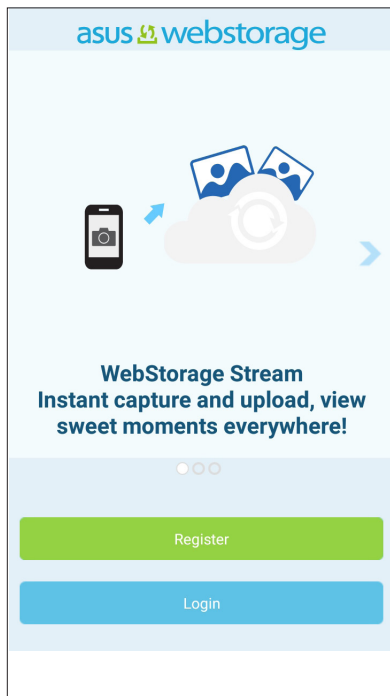 asus webstorage
WebStorage Stream
Instant capture and upload, view
sweet moments everywhere!
Register
Login